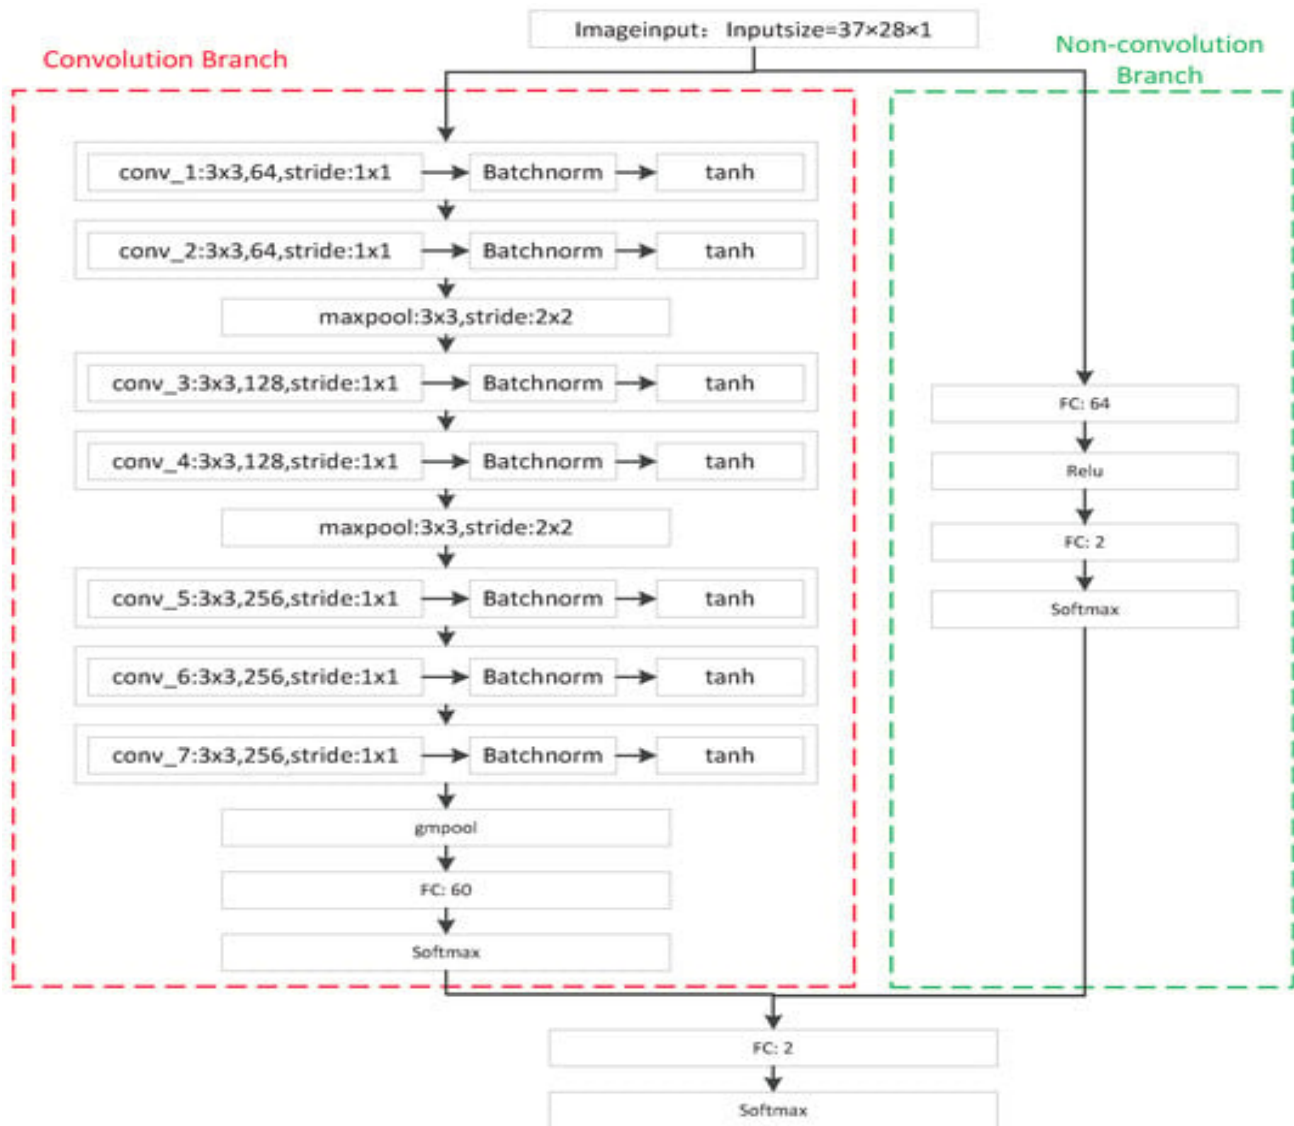 Imageinput: Inputsize=37×28×1
Convolution Branch
Non-convolution
Branch
conv_1:3x3,64,stride:1x1 Batchnorm tanh
conv_2:3x3,64,stride:1x1 Batchnorm tanh
maxpool:3x3,stride:2x2
conv_3:3x3,128,stride:1x1 Batchnorm tanh
conv_4:3x3,128,stride:1x1 Batchnorm tanh
maxpool:3x3,stride:2x2
conv_5:3x3,256,stride:1x1 Batchnorm tanh
conv_6:3x3,256,stride:1x1 Batchnorm tanh
conv_7:3x3,256,stride:1x1 Batchnorm tanh
gmpool
FC: 60
Softmax
FC: 64
Relu
FC: 2
Softmax
FC: 2
Softmax